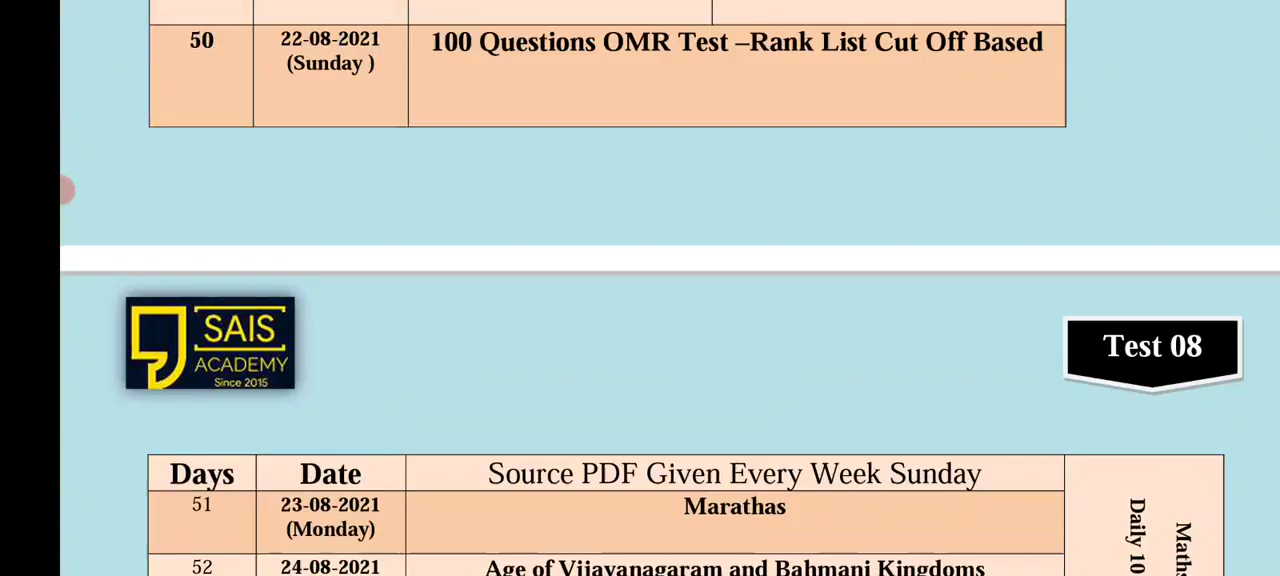 50
22-08-2021
(Sunday )
100 Questions OMR Test –Rank List Cut Off Based
SAIS
ACADEMY
Since 2015
Test 08
Days
Date
Source PDF Given Every Week Sunday
51
23-08-2021
(Monday)
Marathas
52
24-08-2021
Age of Vijayanagaram and Bahmani Kingdoms
Daily 10